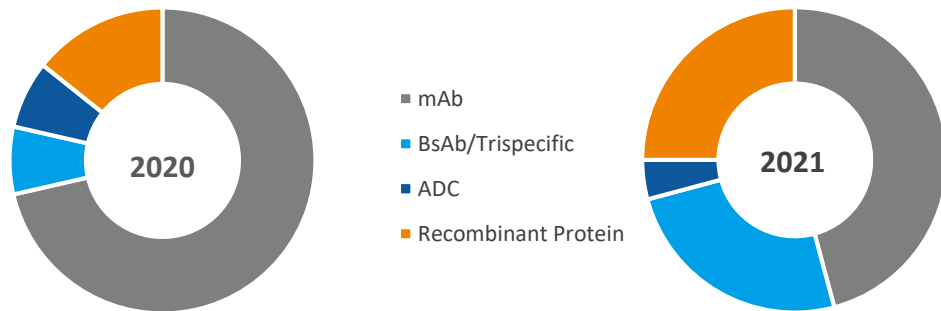 2020
mAb
BsAb/Trispecific
ADC
Recombinant Protein
2021